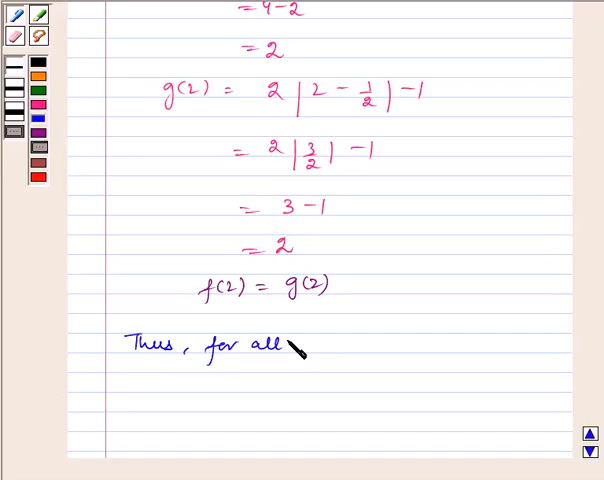 = 4 - 2
= 2
g(2) = 2 | 2 - 1/2 | - 1
= 2 | 3/2 | - 1
= 3 - 1
= 2
f(2) = g(2)
Thus, for all